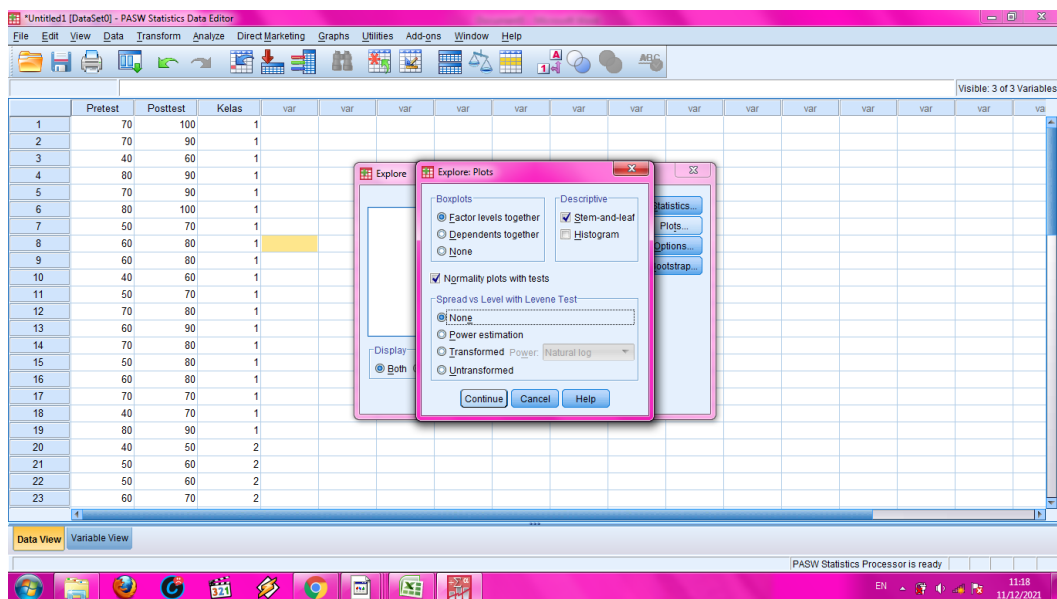 *Untitled1 [DataSet0] - PASW Statistics Data Editor
File Edit View Data Transform Analyze Direct Marketing Graphs Utilities Add-ons Window Help
Visible: 3 of 3 Variables
Pretest Posttest Kelas var var var var var var var var var var var var va
1 70 100 1
2 70 90 1
3 40 60 1
4 80 90 1
5 70 90 1
6 80 100 1
7 50 70 1
8 60 80 1
9 60 80 1
10 40 60 1
11 50 70 1
12 70 80 1
13 60 90 1
14 70 80 1
15 50 80 1
16 60 80 1
17 70 70 1
18 40 70 1
19 80 90 1
20 40 50 2
21 50 60 2
22 50 60 2
23 60 70 2
Explore
Statistics...
Plots...
Options...
Bootstrap...
Display
Both
Explore: Plots
Boxplots
Factor levels together
Dependents together
None
Descriptive
Stem-and-leaf
Histogram
Normality plots with tests
Spread vs Level with Levene Test
None
Power estimation
Transformed Power: Natural log
Untransformed
Continue Cancel Help
Data View Variable View
PASW Statistics Processor is ready
321
EN
11:18
11/12/2021